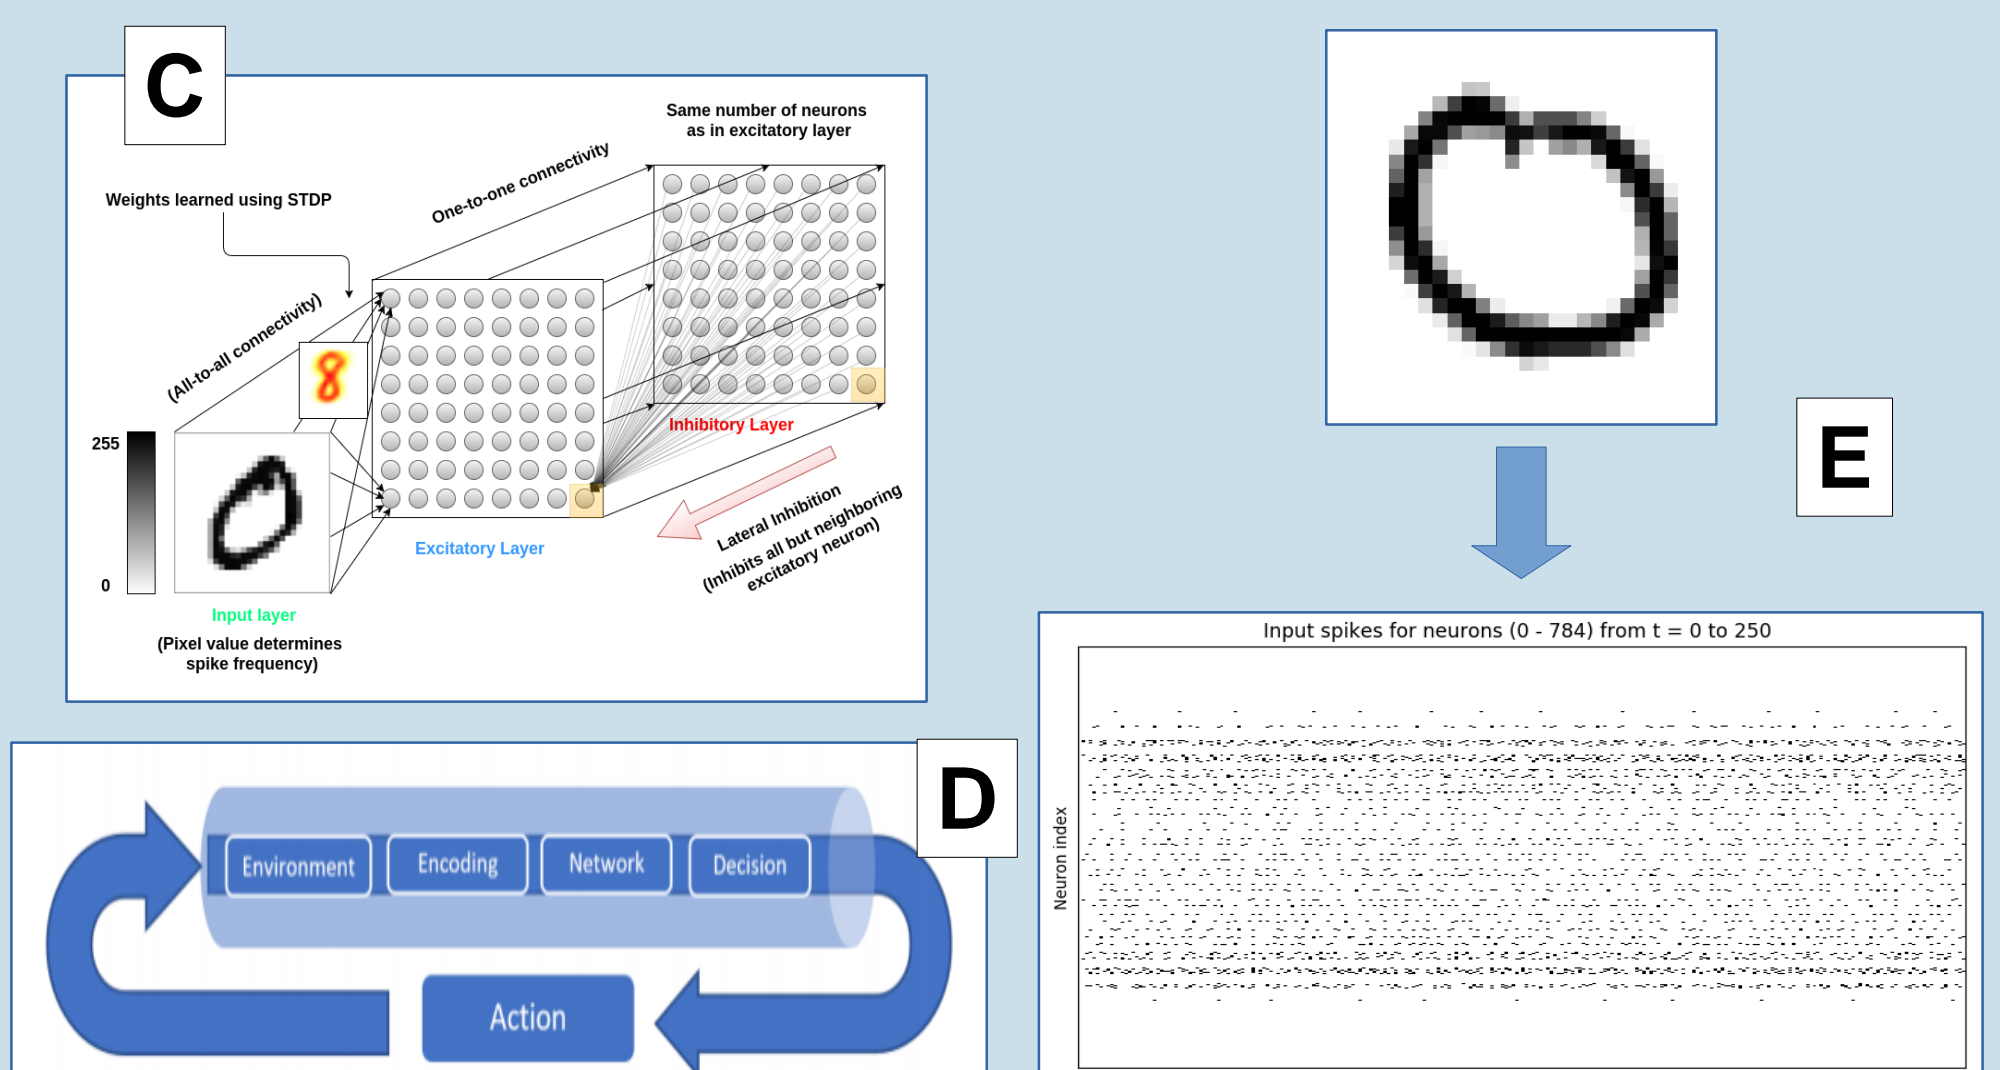 C
Same number of neurons
as in excitatory layer
One-to-one connectivity
Weights learned using STDP
(All-to-all connectivity)
255
0
Inhibitory Layer
Excitatory Layer
Lateral Inhibition
(Inhibits all but neighboring
excitatory neuron)
Input layer
(Pixel value determines
spike frequency)
D
Environment
Encoding
Network
Decision
Action
E
Input spikes for neurons (0 - 784) from t = 0 to 250
Neuron index